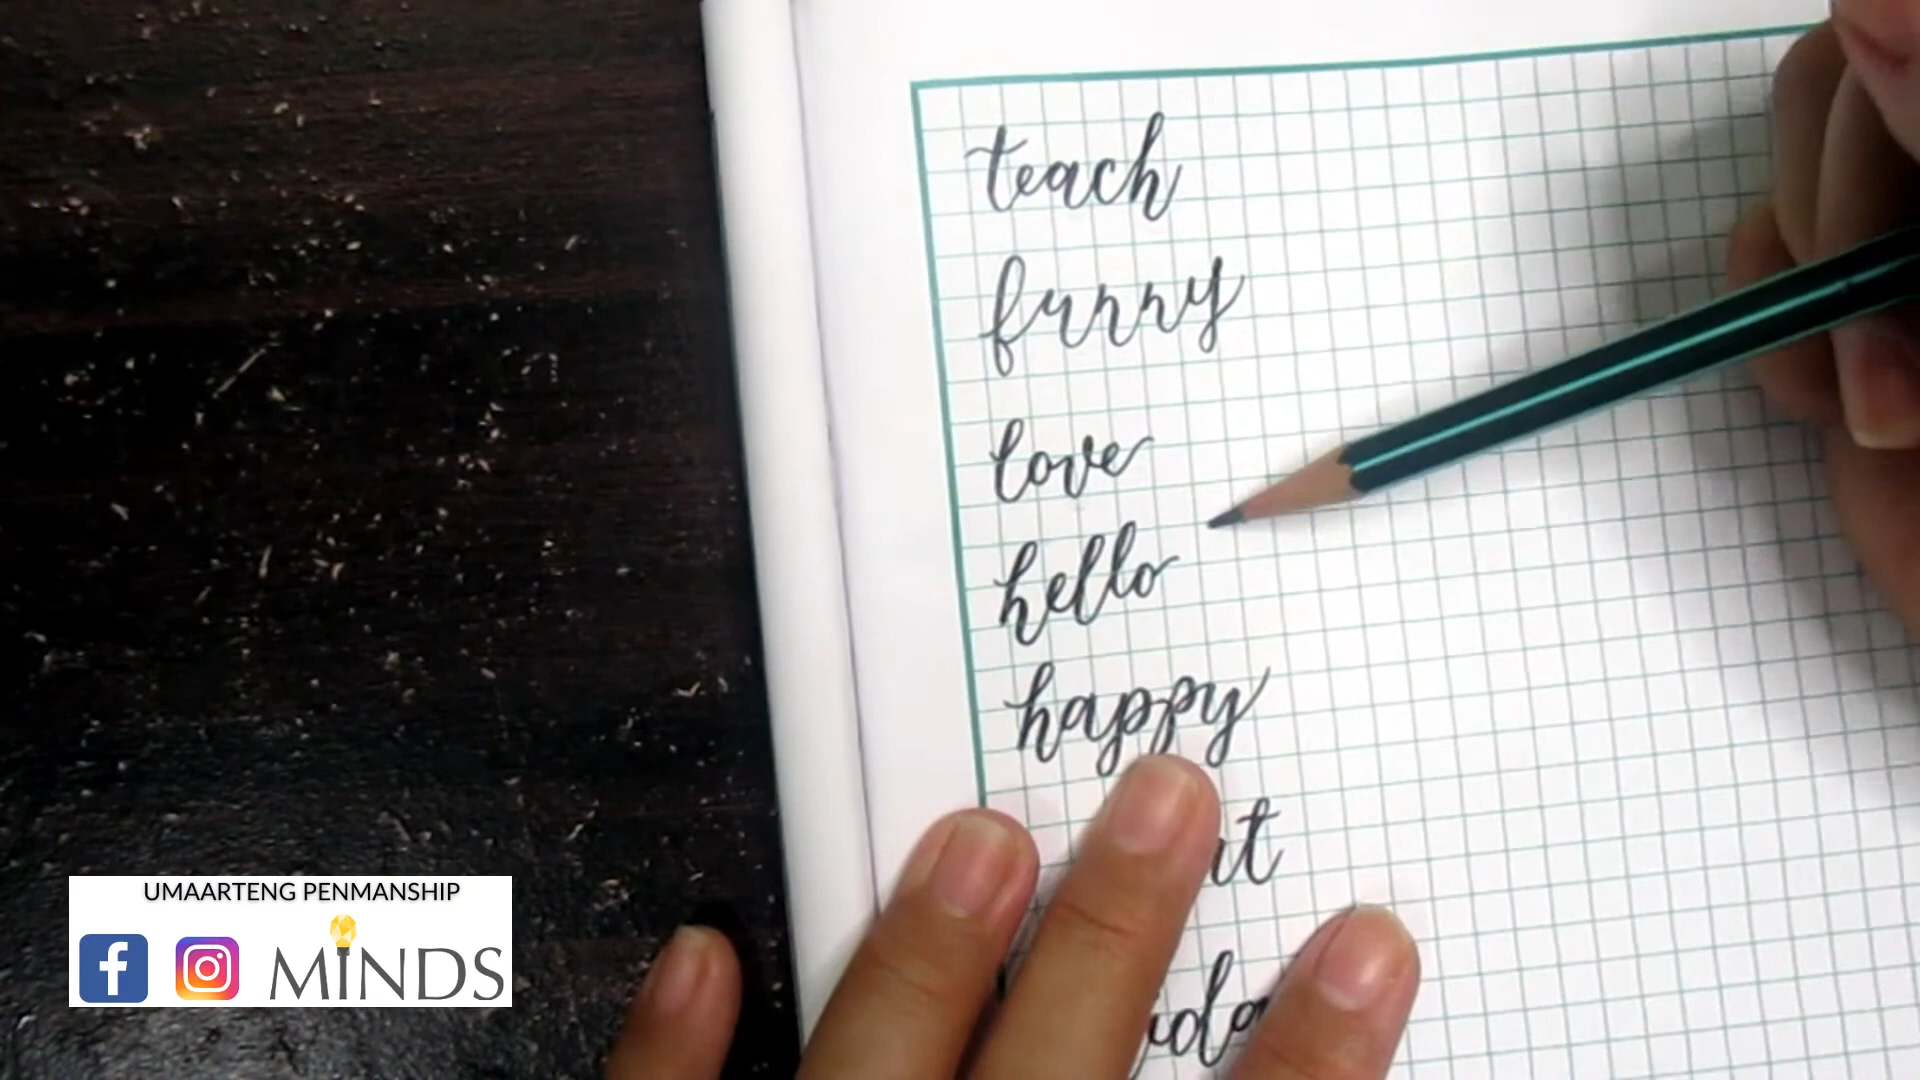 teach
funny
love
hello
happy
UMAARTENG PENMANSHIP
MINDS